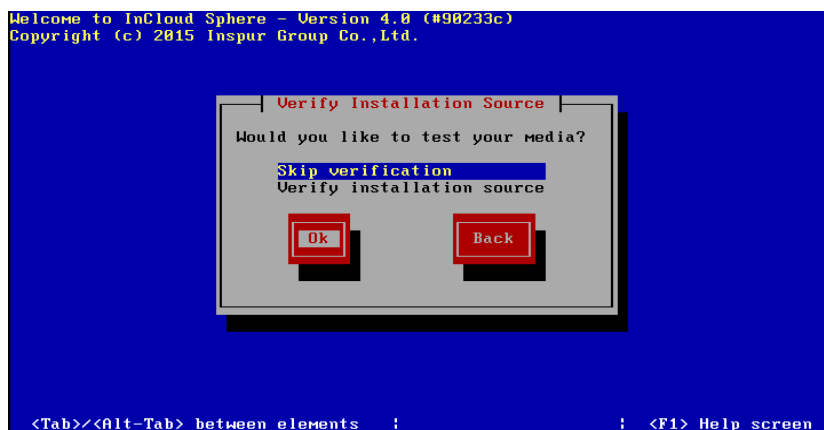 Welcome to InCloud Sphere - Version 4.0 (#90233c)
Copyright (c) 2015 Inspur Group Co.,Ltd.
Verify Installation Source
Would you like to test your media?
Skip verification
Verify installation source
Ok Back
<Tab>/<Alt-Tab> between elements ¦ ¦ <F1> Help screen